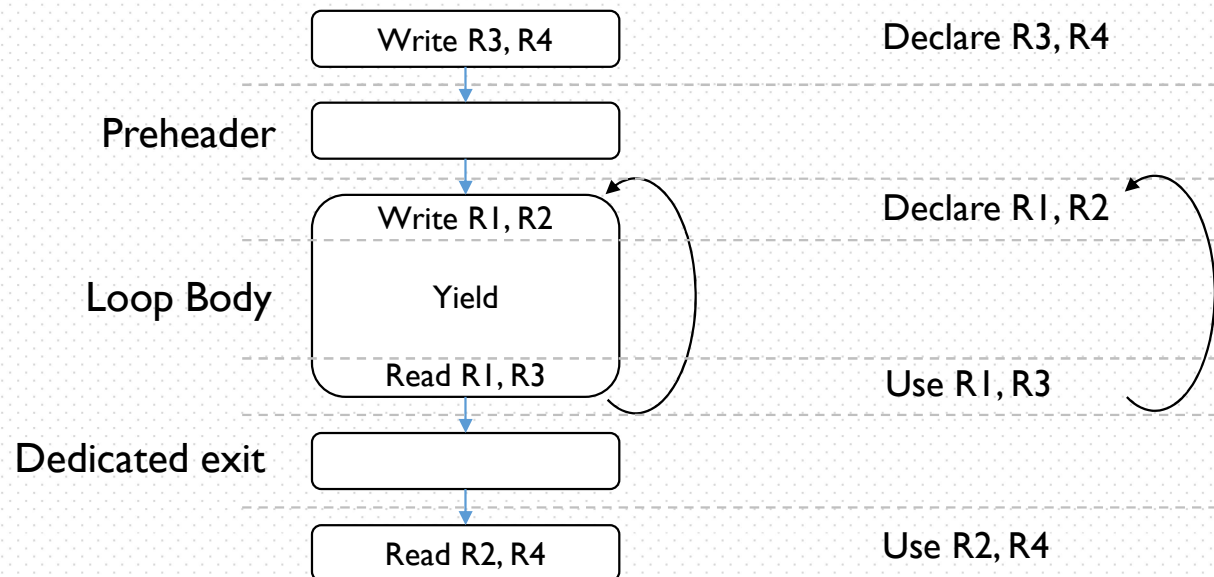 Write R3, R4
Declare R3, R4
Preheader
Write R1, R2
Declare R1, R2
Loop Body
Yield
Read R1, R3
Use R1, R3
Dedicated exit
Read R2, R4
Use R2, R4